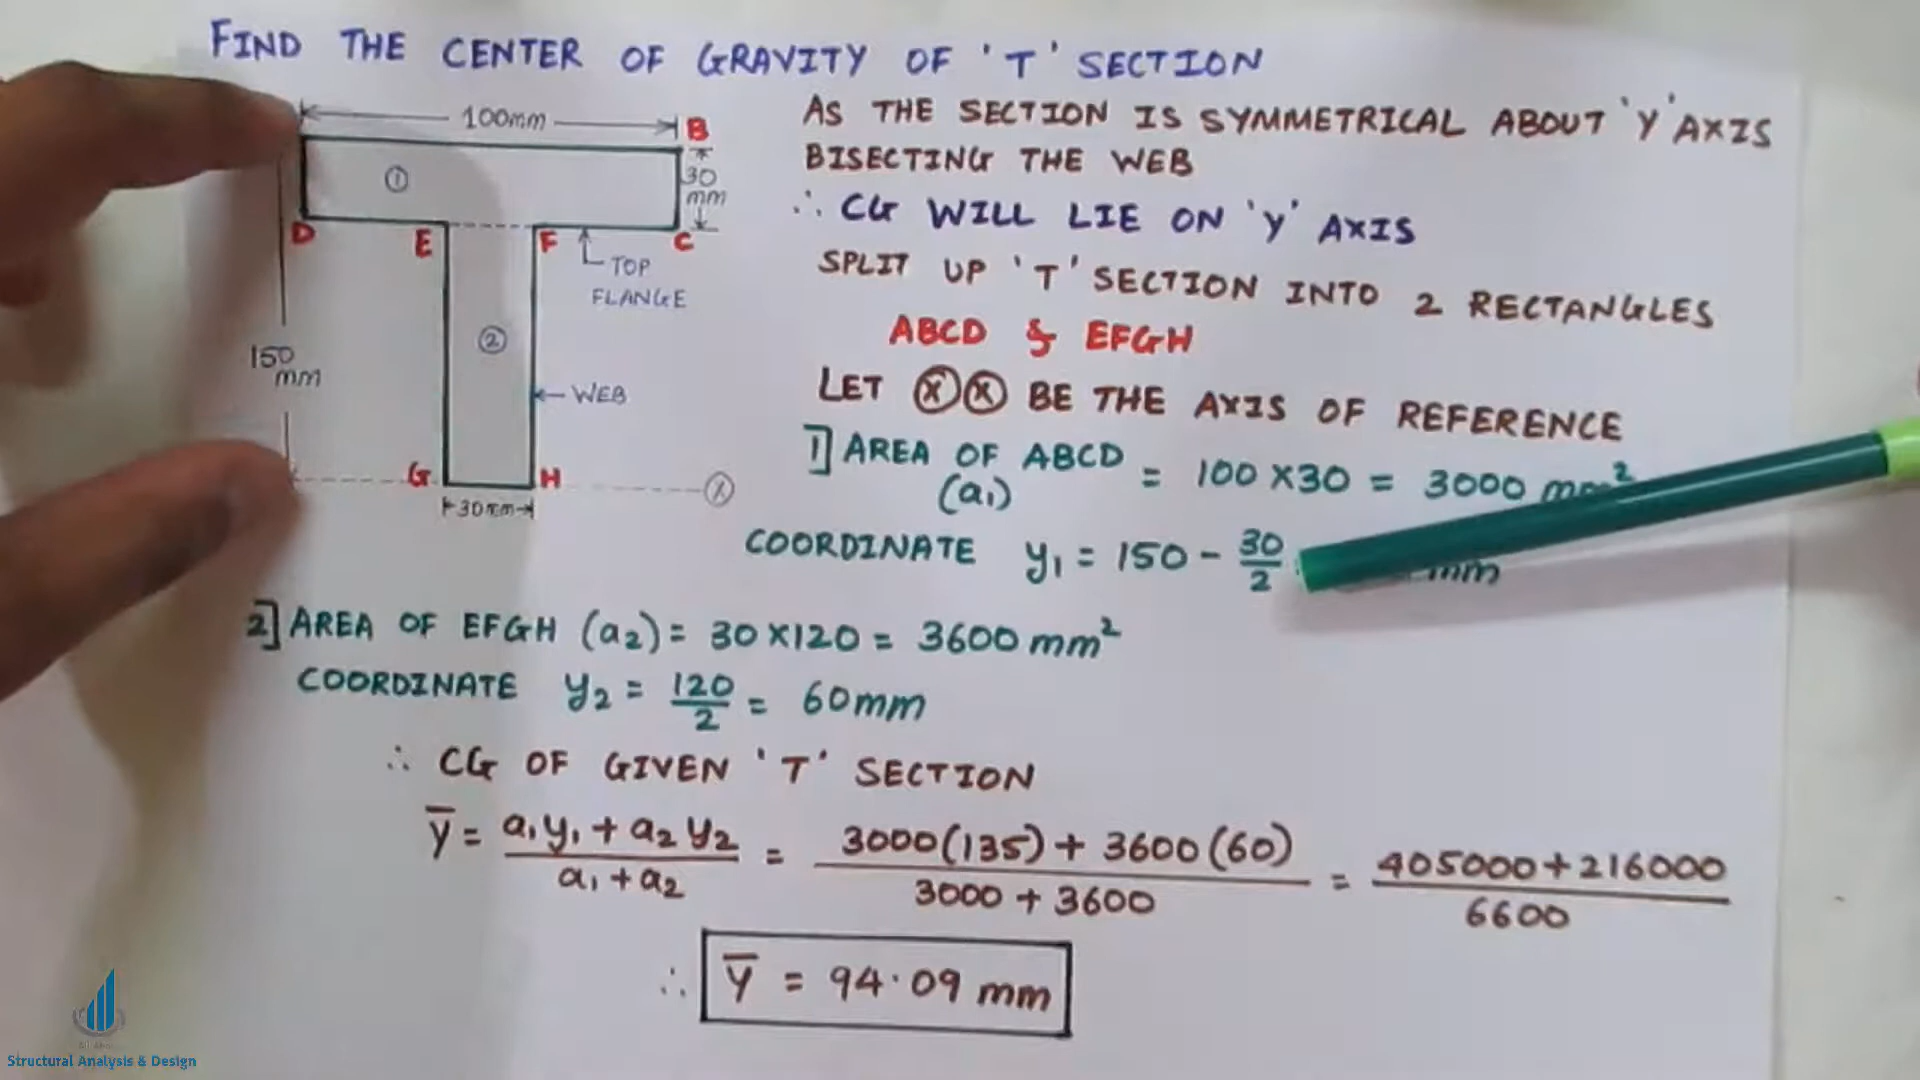 FIND THE CENTER OF GRAVITY OF 'T' SECTION
100mm
B
①
30
mm
D
E
F
C
TOP
FLANGE
②
150
mm
WEB
G
H
30mm
X
AS THE SECTION IS SYMMETRICAL ABOUT 'Y' AXIS
BISECTING THE WEB
∴ CG WILL LIE ON 'Y' AXIS
SPLIT UP 'T' SECTION INTO 2 RECTANGLES
ABCD & EFGH
LET ⓧⓧ BE THE AXIS OF REFERENCE
1] AREA OF ABCD (a₁) = 100 × 30 = 3000 mm²
COORDINATE y₁ = 150 - 30/2 mm
2] AREA OF EFGH (a₂) = 30 × 120 = 3600 mm²
COORDINATE y₂ = 120/2 = 60mm
∴ CG OF GIVEN 'T' SECTION
ȳ = a₁y₁ + a₂y₂ / a₁ + a₂ = 3000(135) + 3600(60) / 3000 + 3600 = 405000 + 216000 / 6600
∴ ȳ = 94.09 mm
Structural Analysis & Design